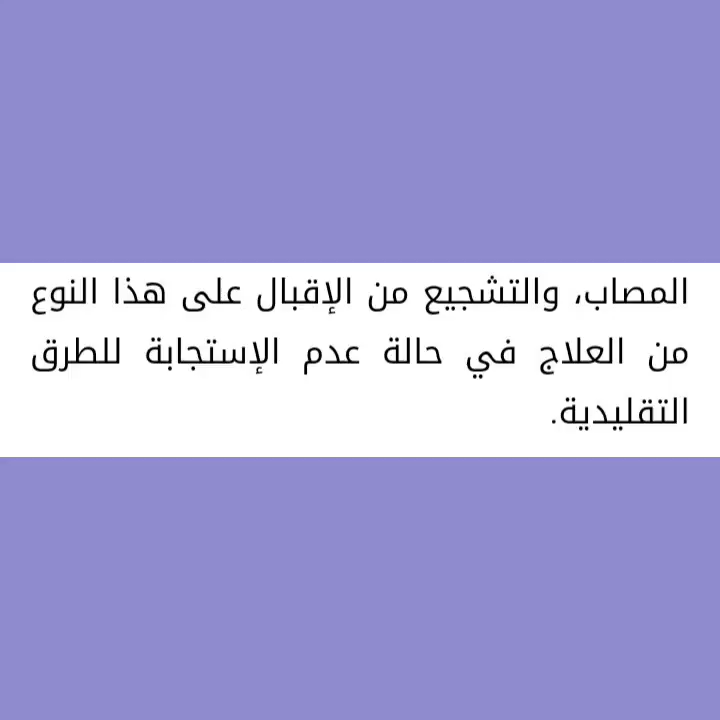 المصاب، والتشجيع من الإقبال على هذا النوع
من العلاج في حالة عدم الإستجابة للطرق
التقليدية.